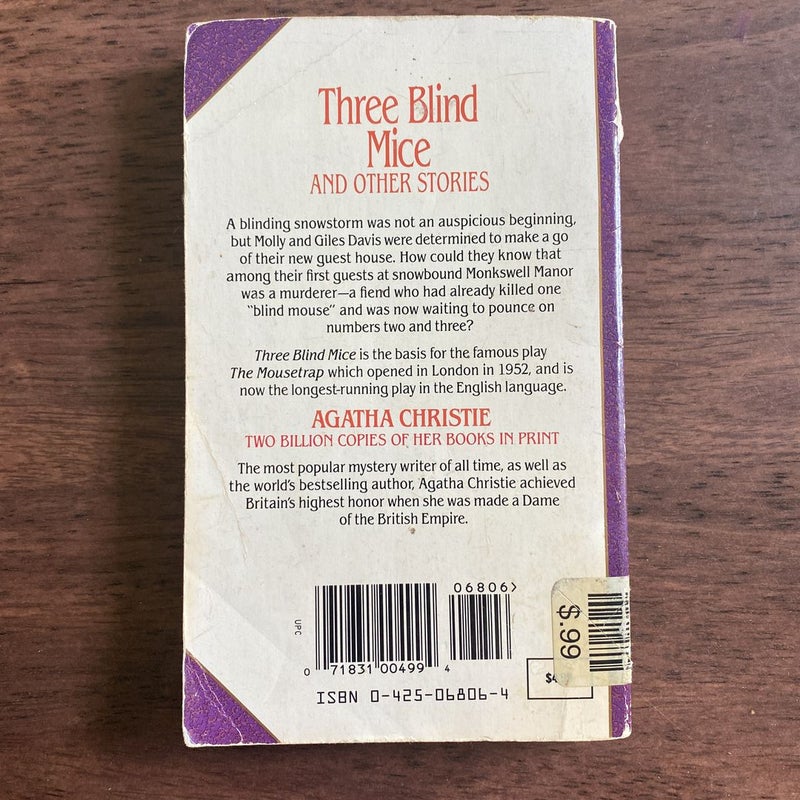 Three Blind
Mice
AND OTHER STORIES
A blinding snowstorm was not an auspicious beginning,
but Molly and Giles Davis were determined to make a go
of their new guest house. How could they know that
among their first guests at snowbound Monkswell Manor
was a murderer—a fiend who had already killed one
"blind mouse" and was now waiting to pounce on
numbers two and three?
Three Blind Mice is the basis for the famous play
The Mousetrap which opened in London in 1952, and is
now the longest-running play in the English language.
AGATHA CHRISTIE
TWO BILLION COPIES OF HER BOOKS IN PRINT
The most popular mystery writer of all time, as well as
the world's bestselling author, Agatha Christie achieved
Britain's highest honor when she was made a Dame
of the British Empire.
06806>
UPC
0 71831 00499 4
$.99
ISBN 0-425-06806-4